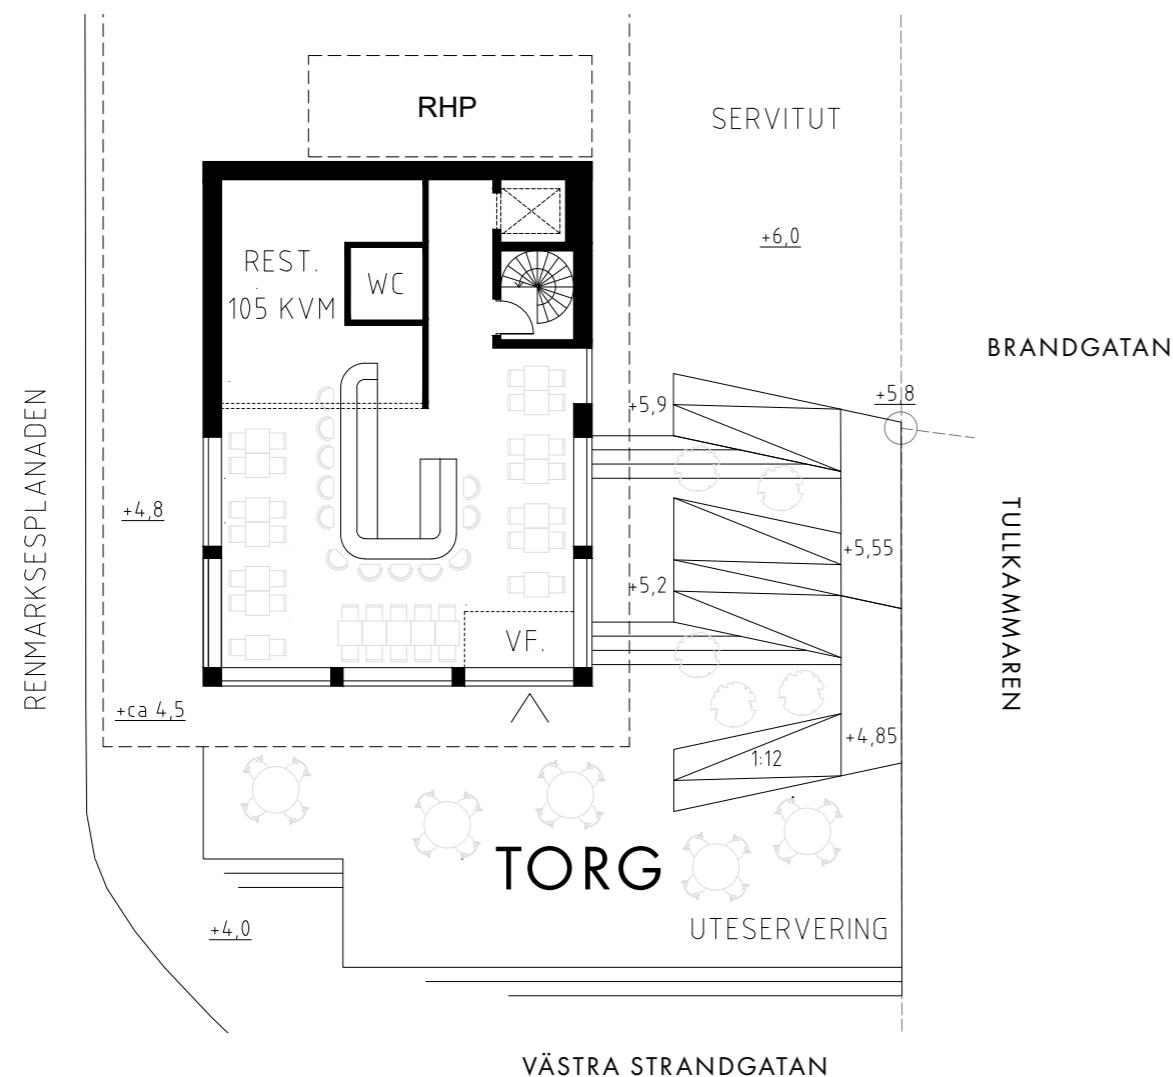 RHP
SERVITUT
+6,0
REST.
105 KVM
WC
BRANDGATAN
+5,9
+5,8
RENMARKSESPLANADEN
+4,8
TULLKAMMAREN
+5,55
+5,2
VF.
+ca 4,5
+4,85
1:12
TORG
+4,0
UTESERVERING
VÄSTRA STRANDGATAN